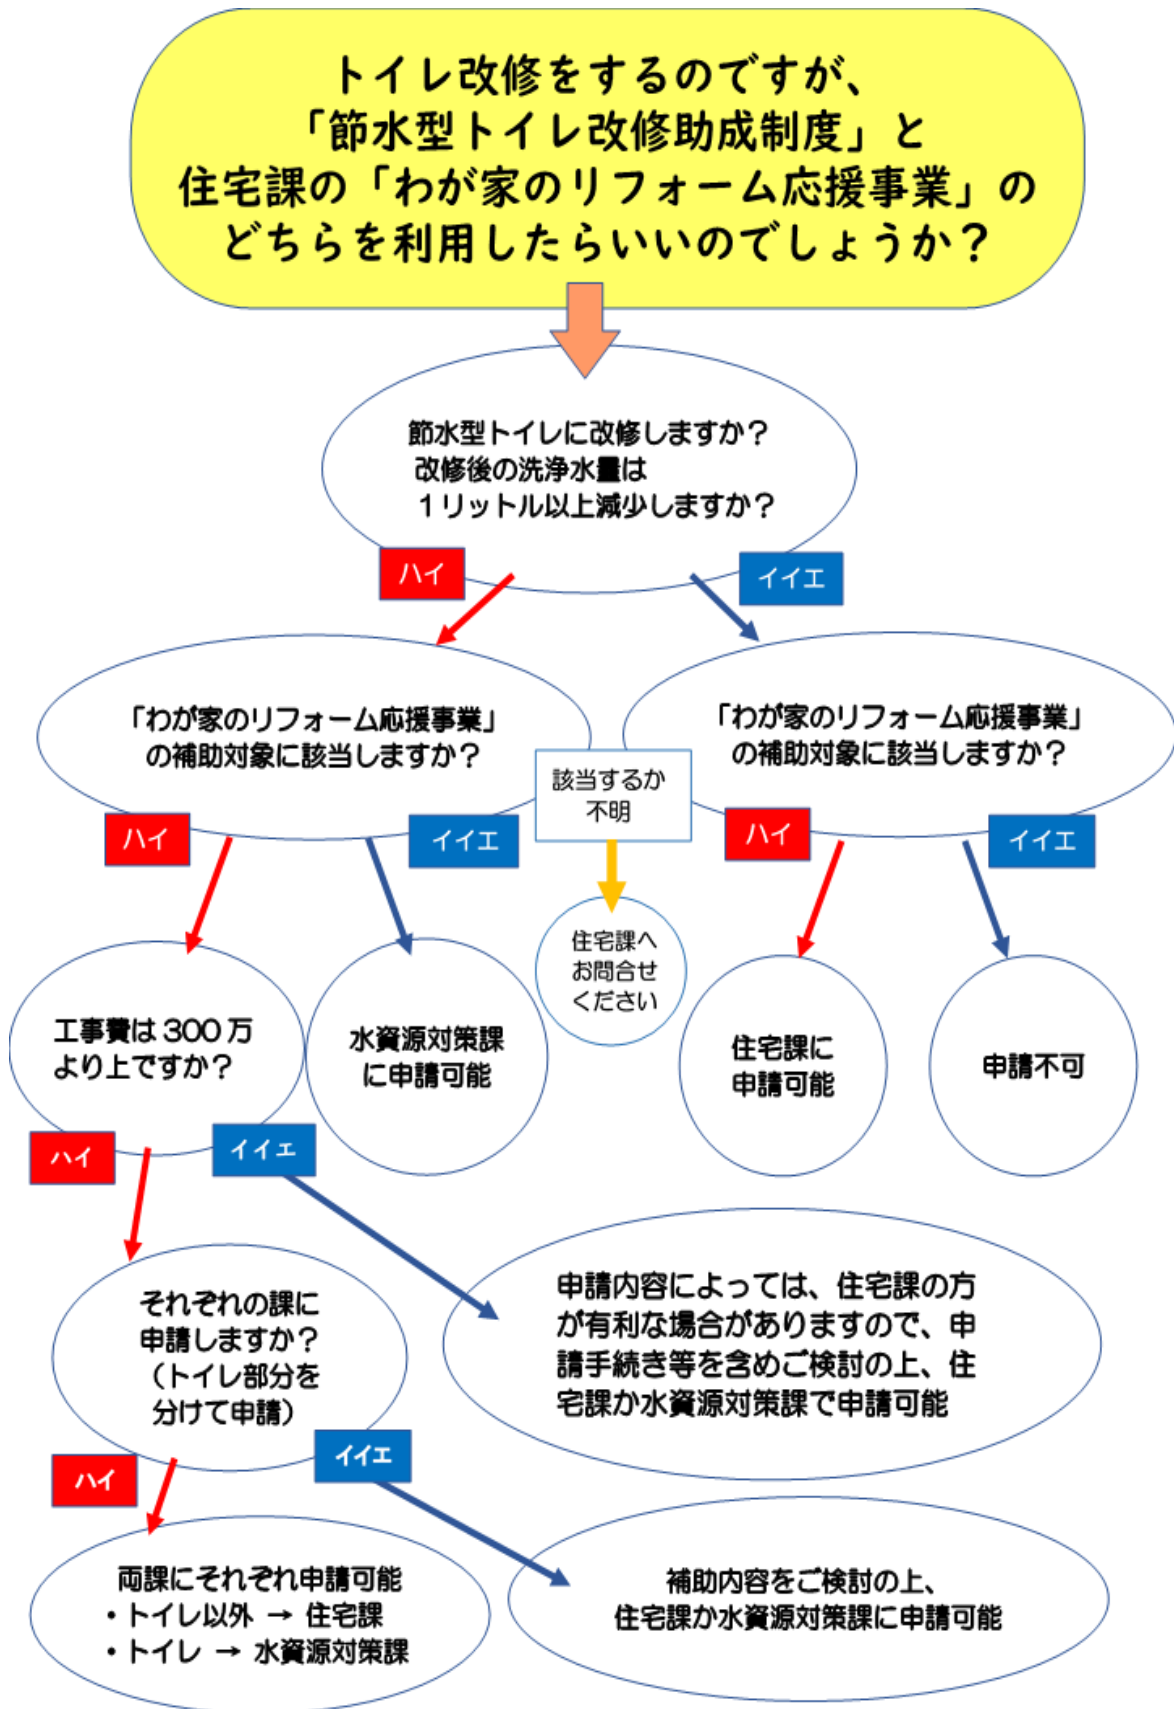 トイレ改修をするのですが、
「節水型トイレ改修助成制度」と
住宅課の「わが家のリフォーム応援事業」の
どちらを利用したらいいのでしょうか？
節水型トイレに改修しますか？
改修後の洗浄水量は
１リットル以上減少しますか？
ハイ
イイエ
「わが家のリフォーム応援事業」
の補助対象に該当しますか？
ハイ
イイエ
該当するか
不明
「わが家のリフォーム応援事業」
の補助対象に該当しますか？
ハイ
イイエ
工事費は 300 万
より上ですか？
水資源対策課
に申請可能
住宅課へ
お問合せ
ください
住宅課に
申請可能
申請不可
ハイ
イイェ
それぞれの課に
申請しますか？
（トイレ部分を
分けて申請）
申請内容によっては、住宅課の方
が有利な場合がありますので、申
請手続き等を含めご検討の上、住
宅課か水資源対策課で申請可能
ハイ
イイエ
両課にそれぞれ申請可能
・トイレ以外 → 住宅課
・トイレ → 水資源対策課
補助内容をご検討の上、
住宅課か水資源対策課に申請可能